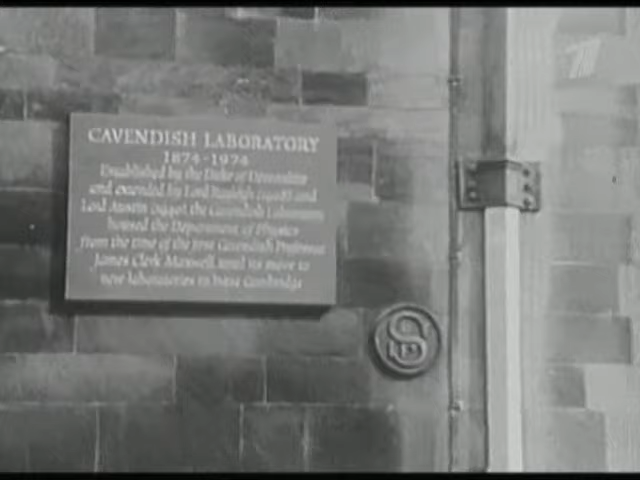 CAVENDISH LABORATORY
1874-1974
Established by the Duke of Devonshire
and extended by Lord Rayleigh (1908) and
Lord Austin (1940), the Cavendish Laboratory
housed the Department of Physics
from the time of the first Cavendish Professor
James Clerk Maxwell, until its move to
new laboratories in West Cambridge
S